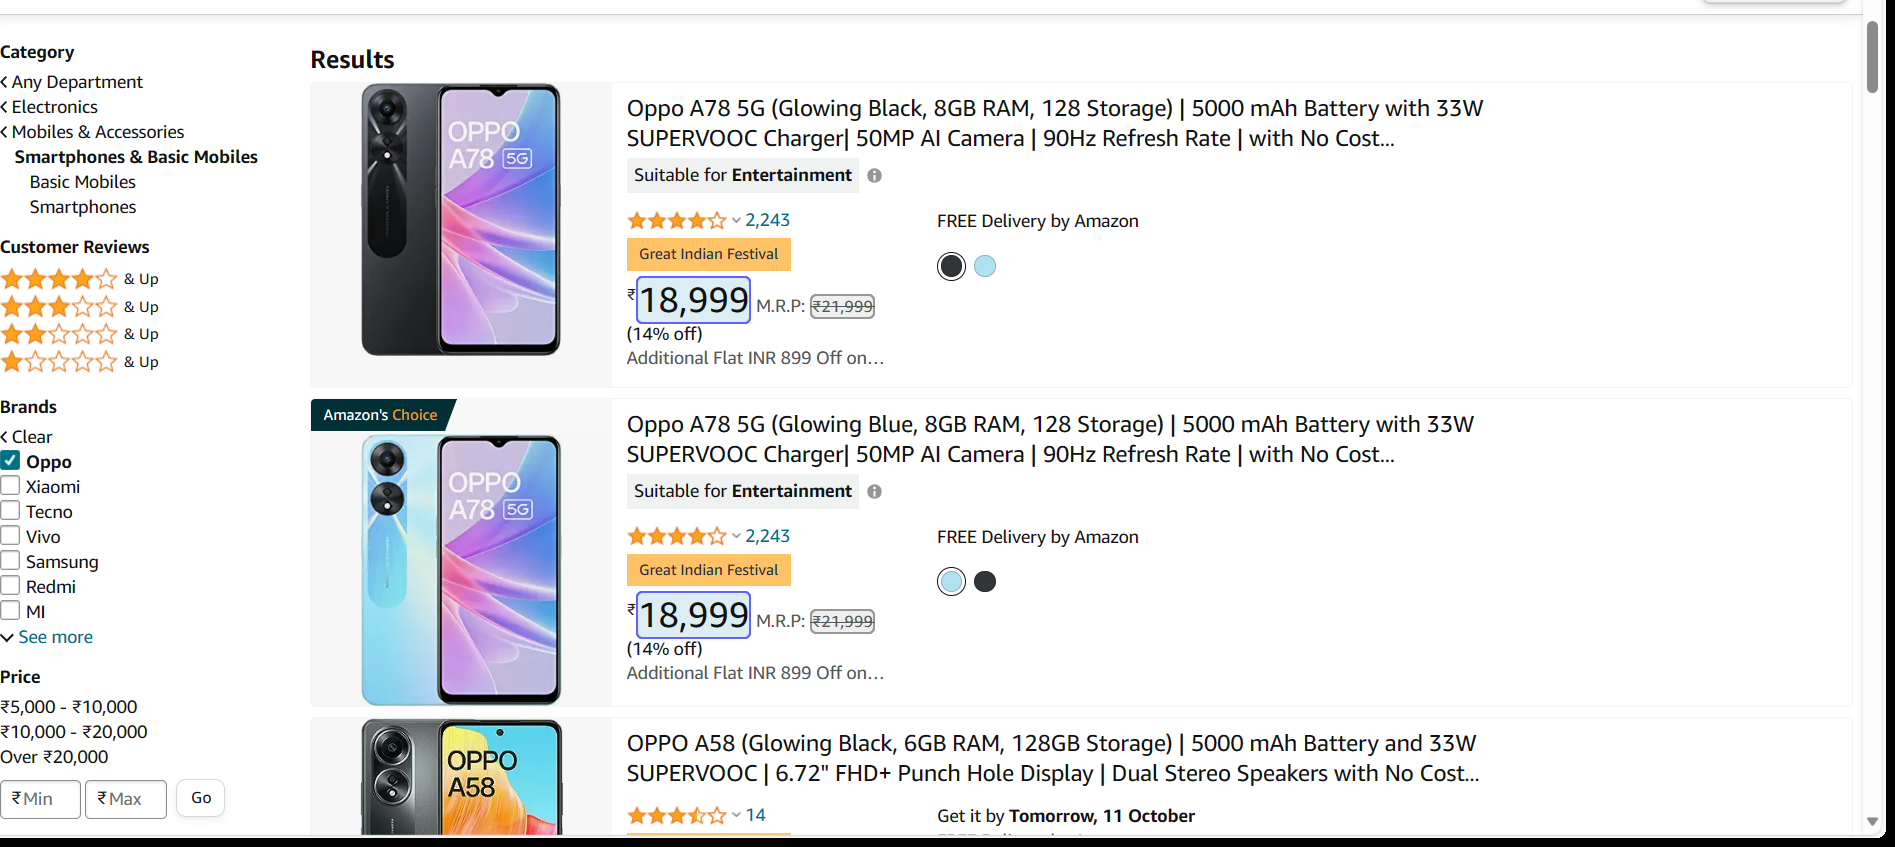 Category
Any Department
Electronics
Mobiles & Accessories
Smartphones & Basic Mobiles
Basic Mobiles
Smartphones
Customer Reviews
& Up
& Up
& Up
& Up
Brands
Clear
Oppo
Xiaomi
Tecno
Vivo
Samsung
Redmi
MI
See more
Price
₹5,000 - ₹10,000
₹10,000 - ₹20,000
Over ₹20,000
₹ Min ₹ Max Go
Results
OPPO
A78 5G
Oppo A78 5G (Glowing Black, 8GB RAM, 128 Storage) | 5000 mAh Battery with 33W
SUPERVOOC Charger| 50MP AI Camera | 90Hz Refresh Rate | with No Cost...
Suitable for Entertainment
2,243
Great Indian Festival
₹18,999 M.R.P: ₹21,999
(14% off)
Additional Flat INR 899 Off on…
FREE Delivery by Amazon
Amazon's Choice
OPPO
A78 5G
Oppo A78 5G (Glowing Blue, 8GB RAM, 128 Storage) | 5000 mAh Battery with 33W
SUPERVOOC Charger| 50MP AI Camera | 90Hz Refresh Rate | with No Cost...
Suitable for Entertainment
2,243
Great Indian Festival
₹18,999 M.R.P: ₹21,999
(14% off)
Additional Flat INR 899 Off on…
FREE Delivery by Amazon
OPPO
A58
OPPO A58 (Glowing Black, 6GB RAM, 128GB Storage) | 5000 mAh Battery and 33W
SUPERVOOC | 6.72" FHD+ Punch Hole Display | Dual Stereo Speakers with No Cost...
14
Get it by Tomorrow, 11 October